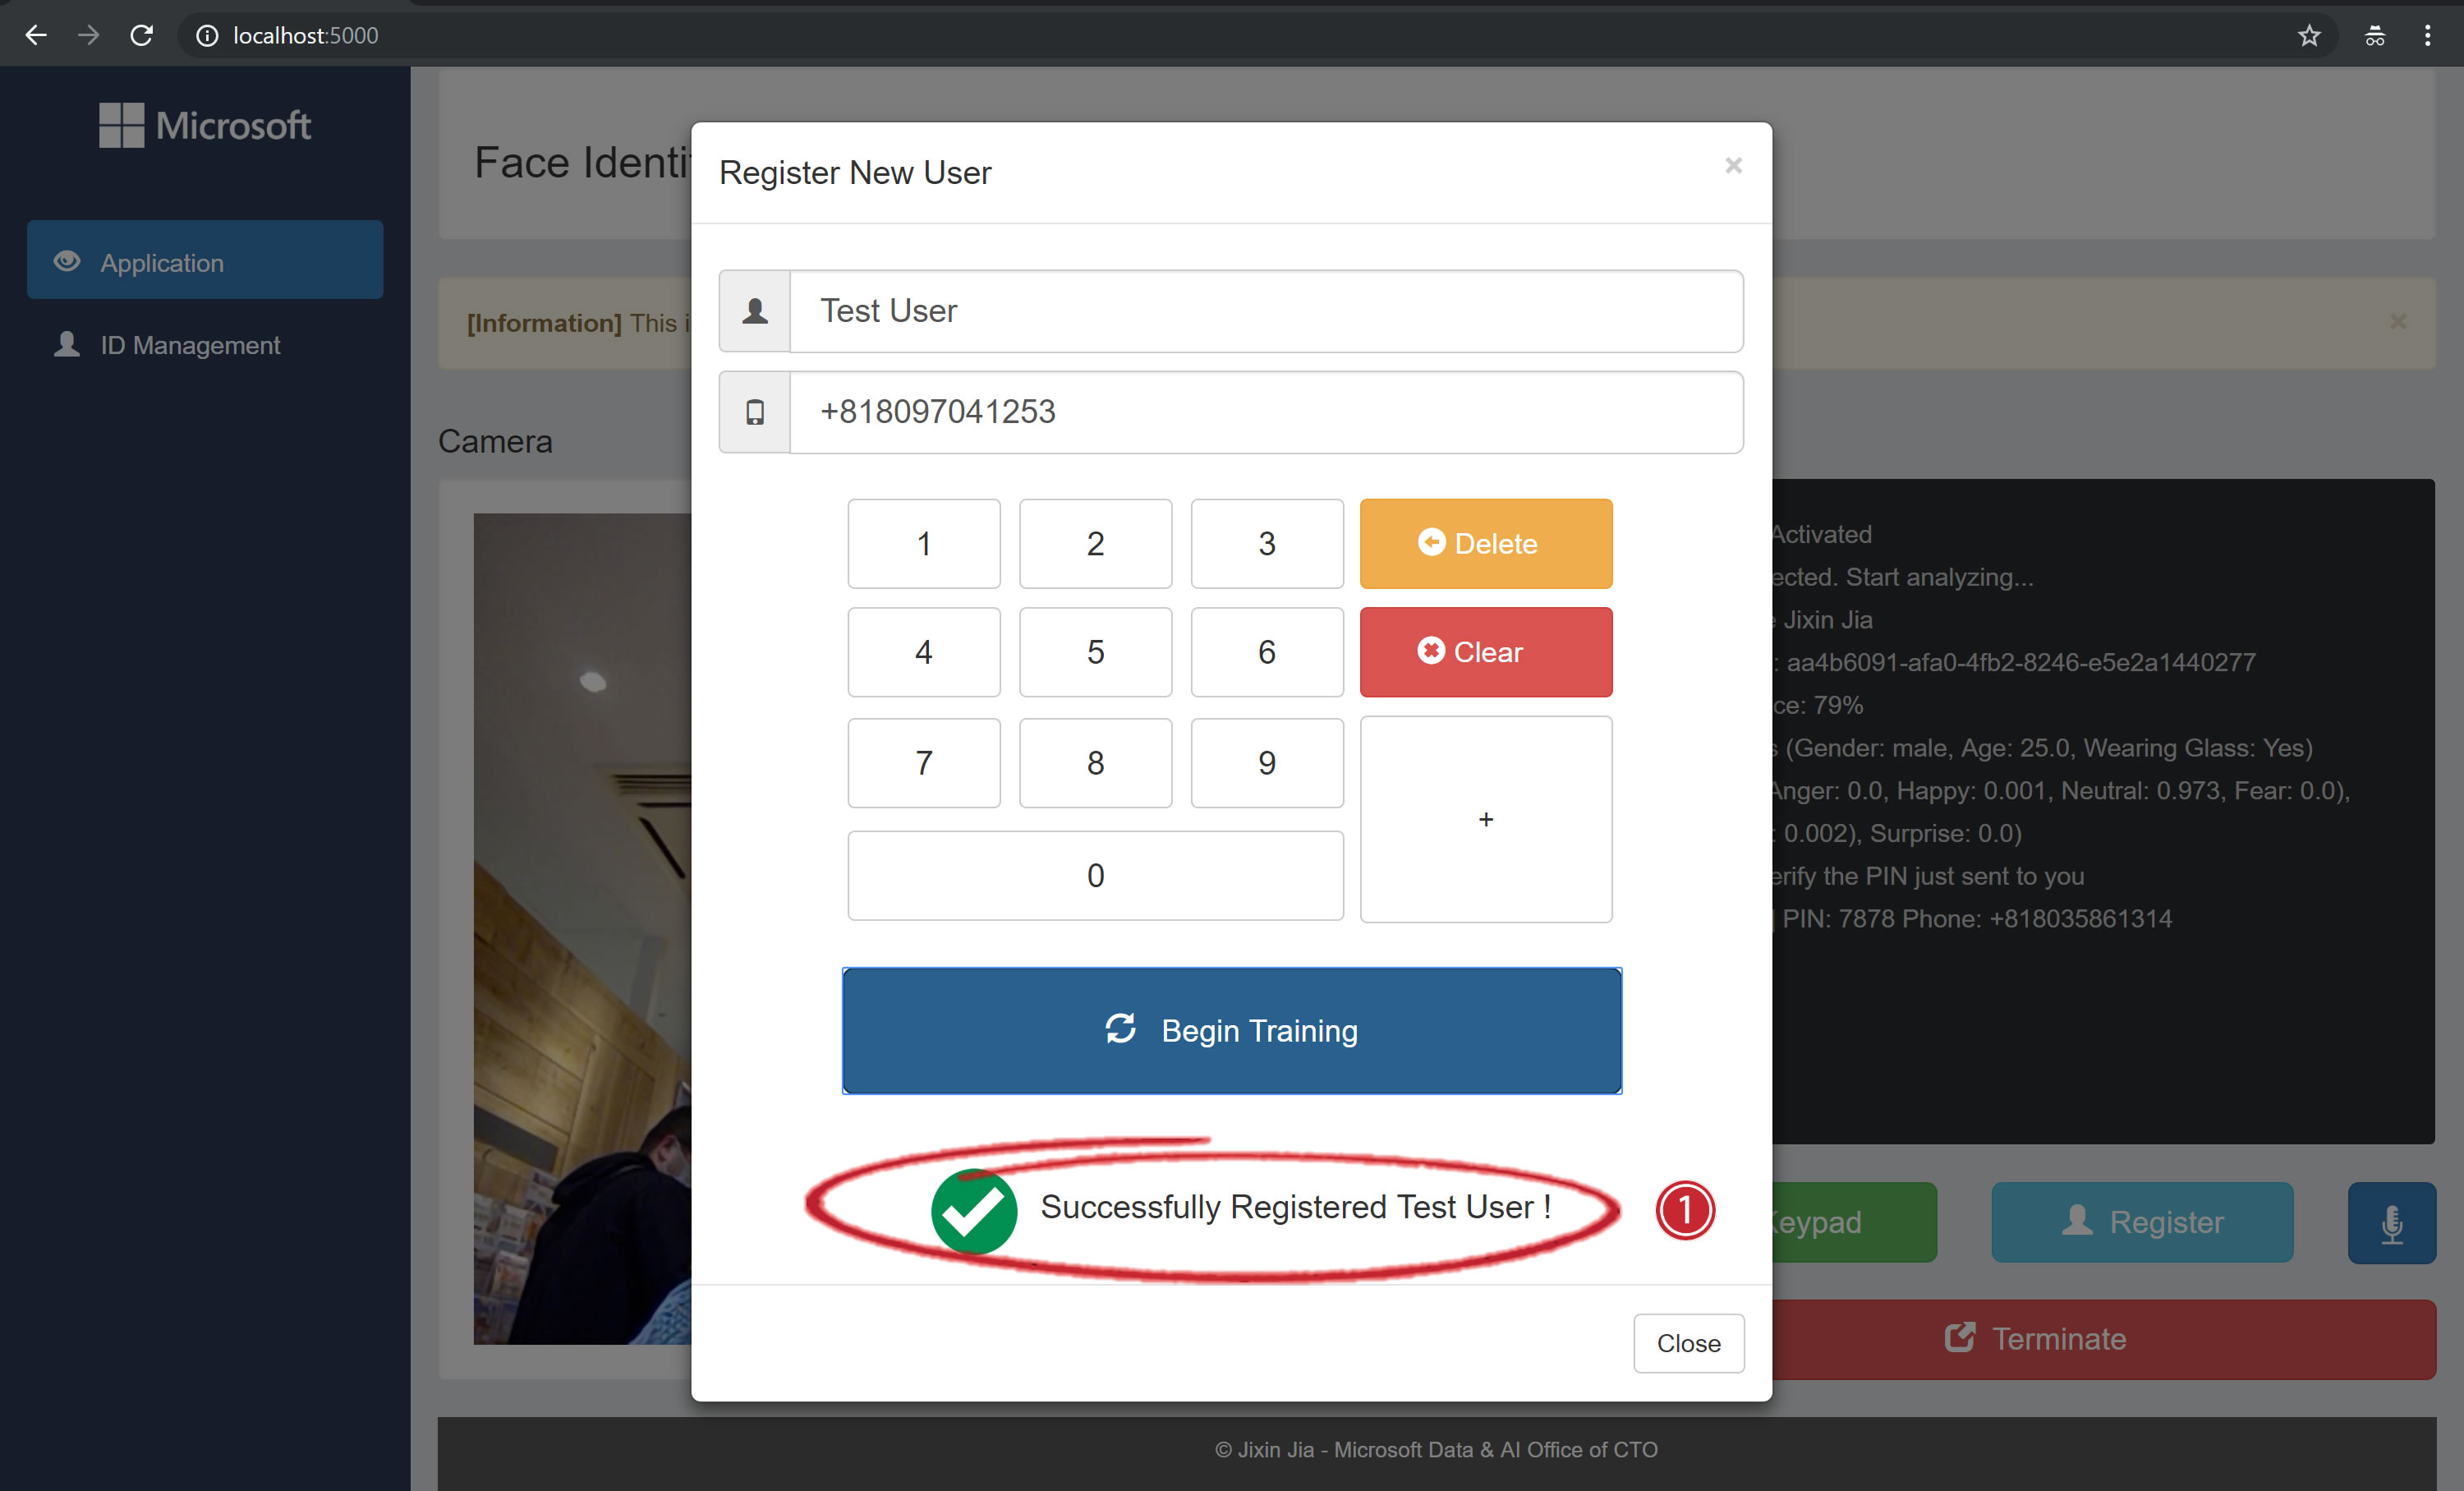 localhost:5000
Microsoft
Application
ID Management
Face Identi
[Information] This i
Camera
Register New User
×
Test User
+818097041253
1 2 3 Delete
4 5 6 Clear
7 8 9
+
0
Begin Training
Successfully Registered Test User !
1
Close
Activated
ected. Start analyzing...
Jixin Jia
: aa4b6091-afa0-4fb2-8246-e5e2a1440277
ce: 79%
s (Gender: male, Age: 25.0, Wearing Glass: Yes)
Anger: 0.0, Happy: 0.001, Neutral: 0.973, Fear: 0.0),
: 0.002), Surprise: 0.0)
erify the PIN just sent to you
PIN: 7878 Phone: +818035861314
Keypad
Register
Terminate
© Jixin Jia - Microsoft Data & AI Office of CTO